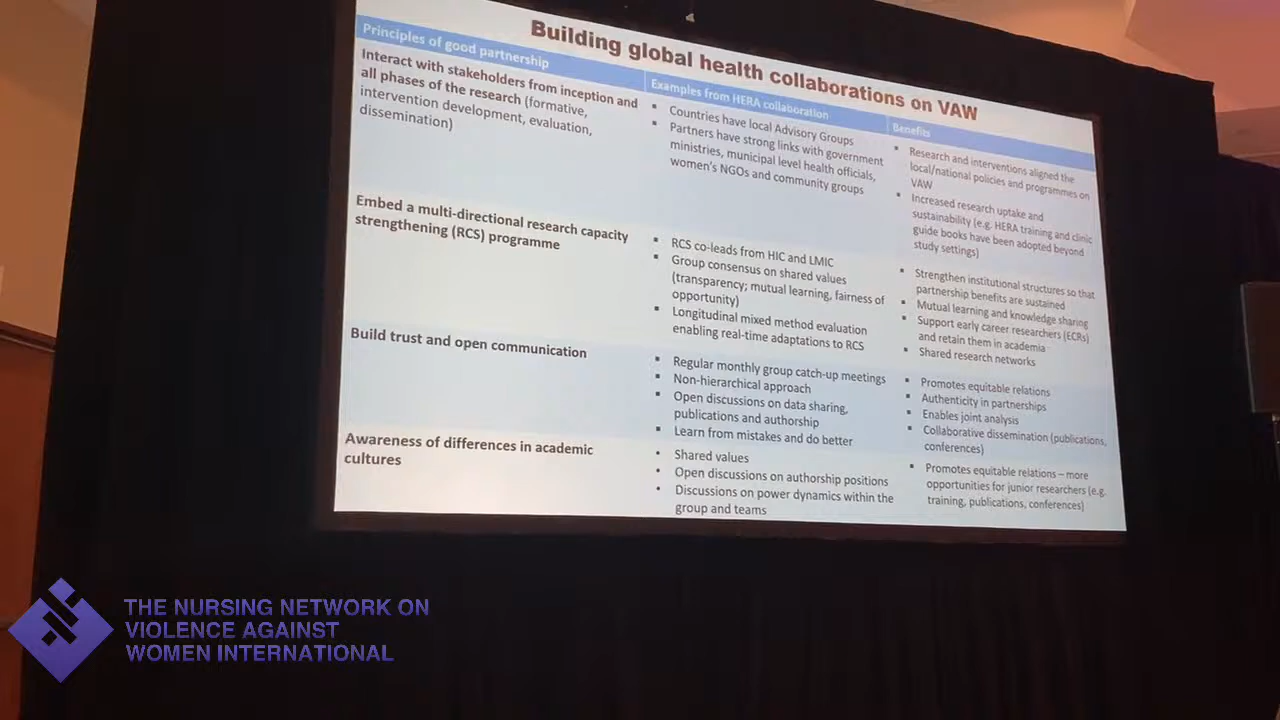 Building global health collaborations on VAW
Principles of good partnership
Examples from HERA collaboration
Benefits
Interact with stakeholders from inception and
all phases of the research (formative,
intervention development, evaluation,
dissemination)
▪ Countries have local Advisory Groups
▪ Partners have strong links with government
ministries, municipal level health officials,
women's NGOs and community groups
▪ Research and interventions aligned the
local/national policies and programmes on
VAW
▪ Increased research uptake and
sustainability (e.g. HERA training and clinic
guide books have been adopted beyond
study settings)
Embed a multi-directional research capacity
strengthening (RCS) programme
▪ RCS co-leads from HIC and LMIC
▪ Group consensus on shared values
(transparency; mutual learning, fairness of
opportunity)
▪ Longitudinal mixed method evaluation
enabling real-time adaptations to RCS
▪ Strengthen institutional structures so that
partnership benefits are sustained
▪ Mutual learning and knowledge sharing
▪ Support early career researchers (ECRs)
and retain them in academia
▪ Shared research networks
Build trust and open communication
▪ Regular monthly group catch-up meetings
▪ Non-hierarchical approach
▪ Open discussions on data sharing,
publications and authorship
▪ Learn from mistakes and do better
▪ Promotes equitable relations
▪ Authenticity in partnerships
▪ Enables joint analysis
▪ Collaborative dissemination (publications,
conferences)
Awareness of differences in academic
cultures
• Shared values
• Open discussions on authorship positions
• Discussions on power dynamics within the
group and teams
▪ Promotes equitable relations – more
opportunities for junior researchers (e.g.
training, publications, conferences)
THE NURSING NETWORK ON
VIOLENCE AGAINST
WOMEN INTERNATIONAL